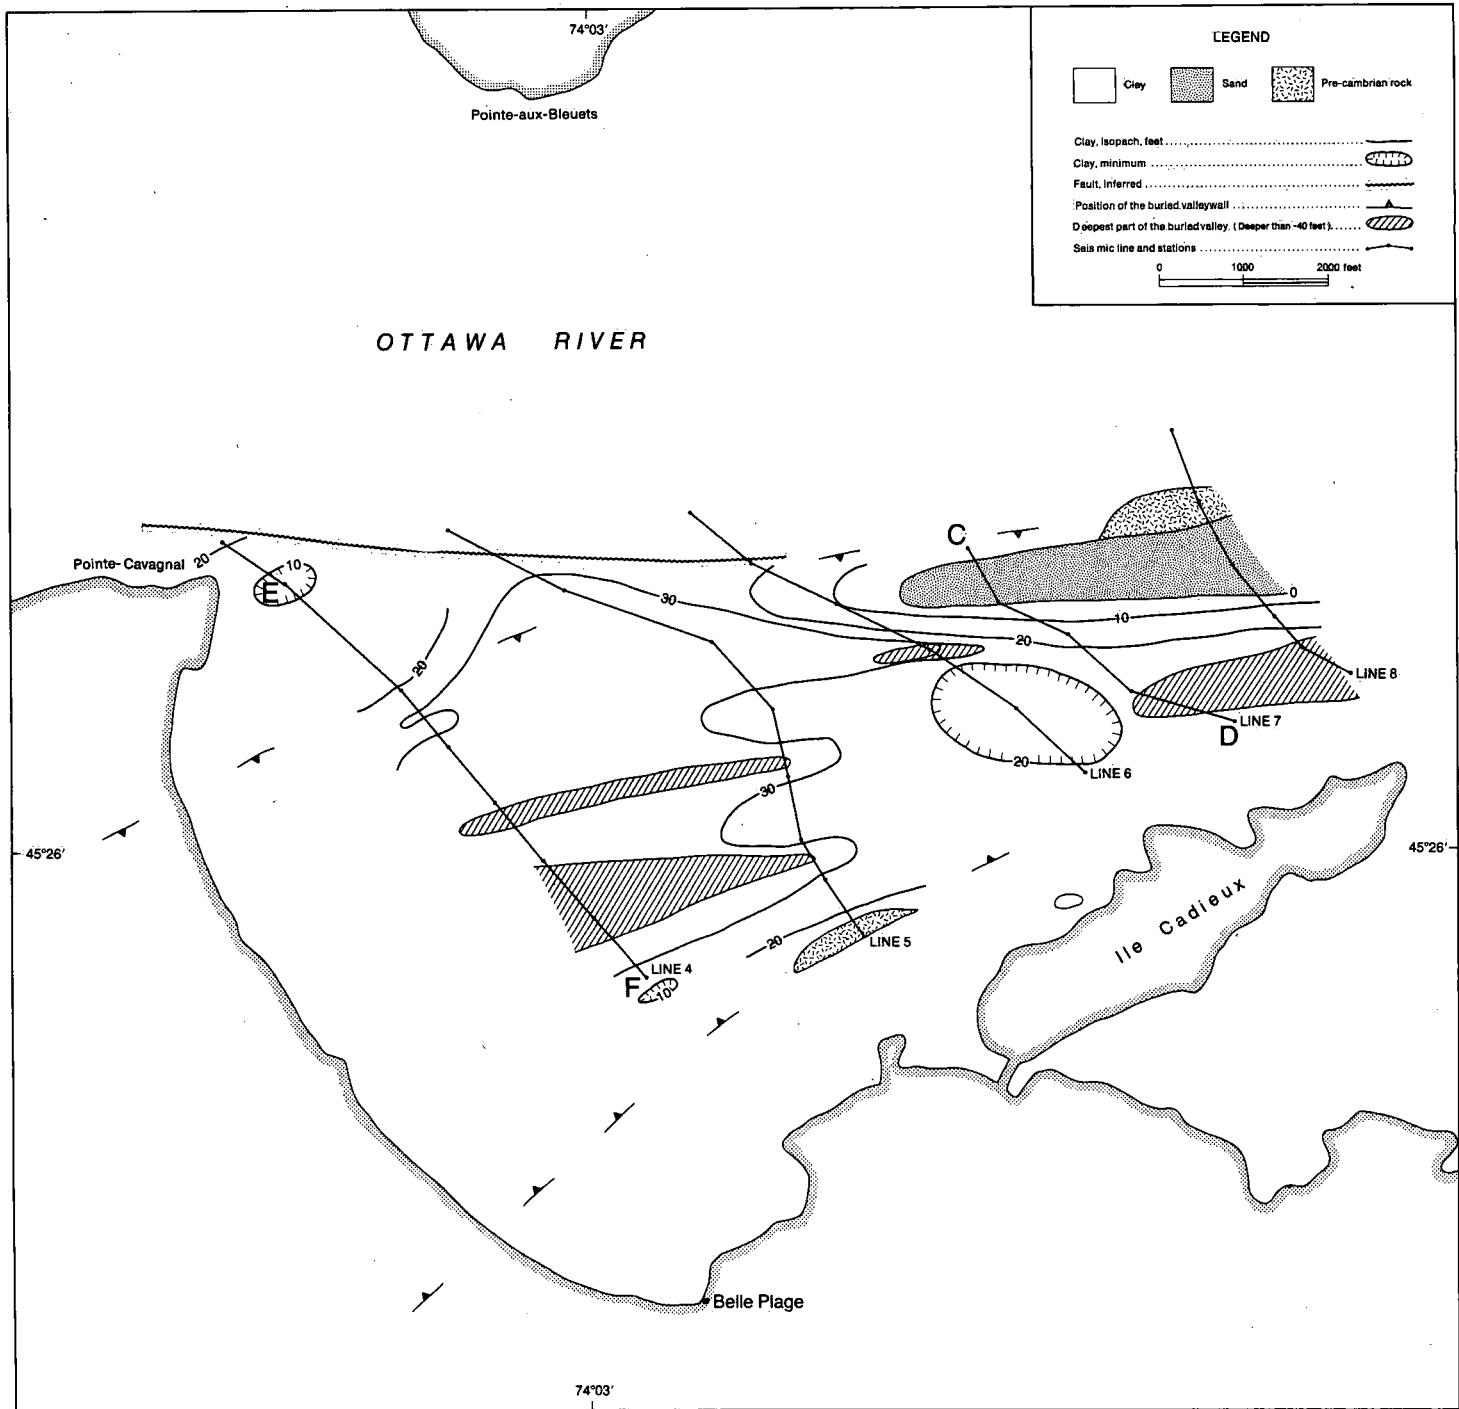 74°03′
LEGEND
Clay
Sand
Pre-cambrian rock
Pointe-aux-Bleuets
Clay, Isopach, feet
Clay, minimum
Fault, Inferred
Position of the buried valleywall
Deepest part of the buried valley. (Deeper than -40 feet)
Seismic line and stations
0 1000 2000 feet
OTTAWA RIVER
C
Pointe-Cavagnal
20
10
E
0
30
10
20
20
LINE 8
LINE 7
D
20
LINE 6
30
45°26′
45°26′
Ile Cadieux
20
LINE 5
LINE 4
F
10
Belle Plage
74°03′